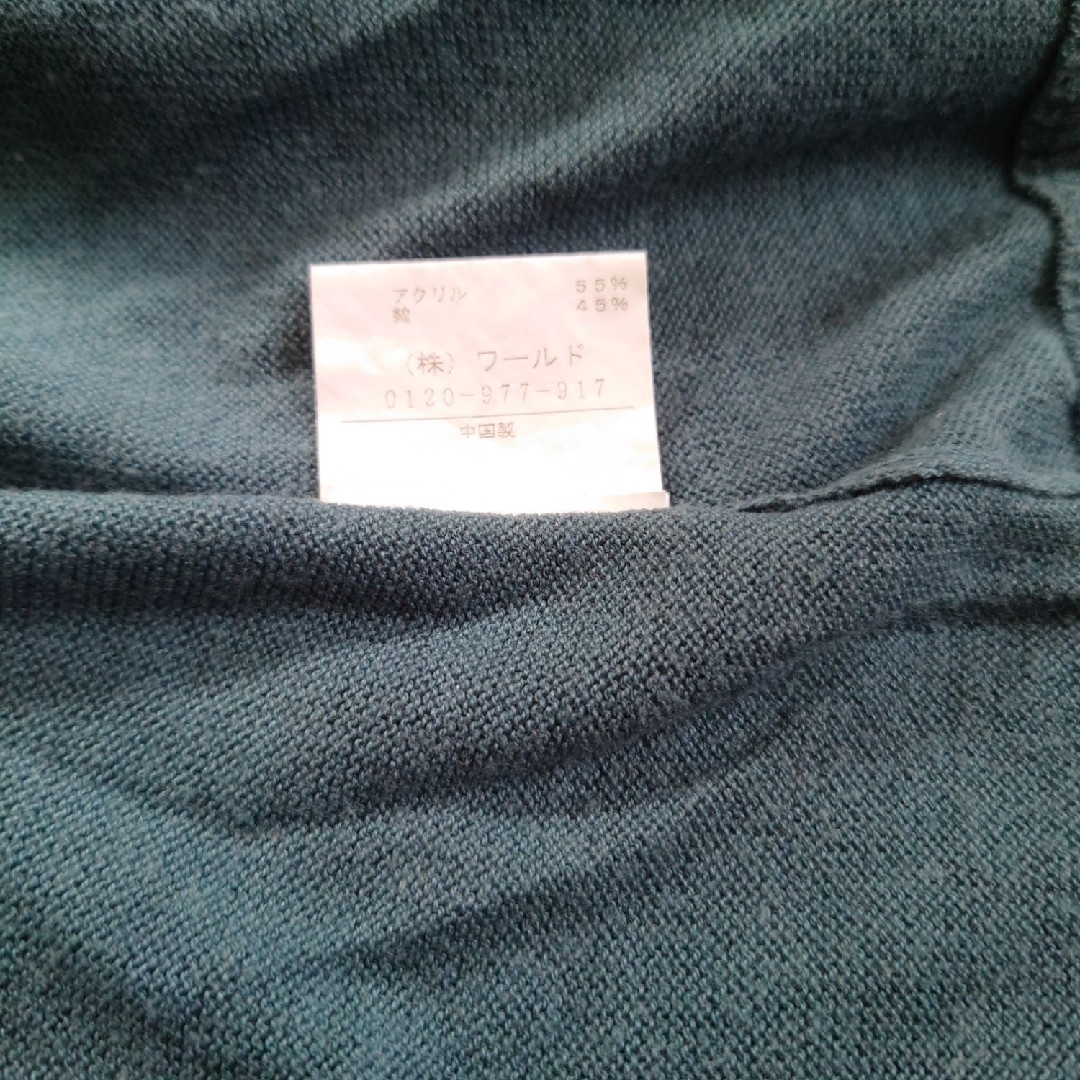 アクリル 55%
綿 45%
(株) ワールド
0120-977-917
中国製